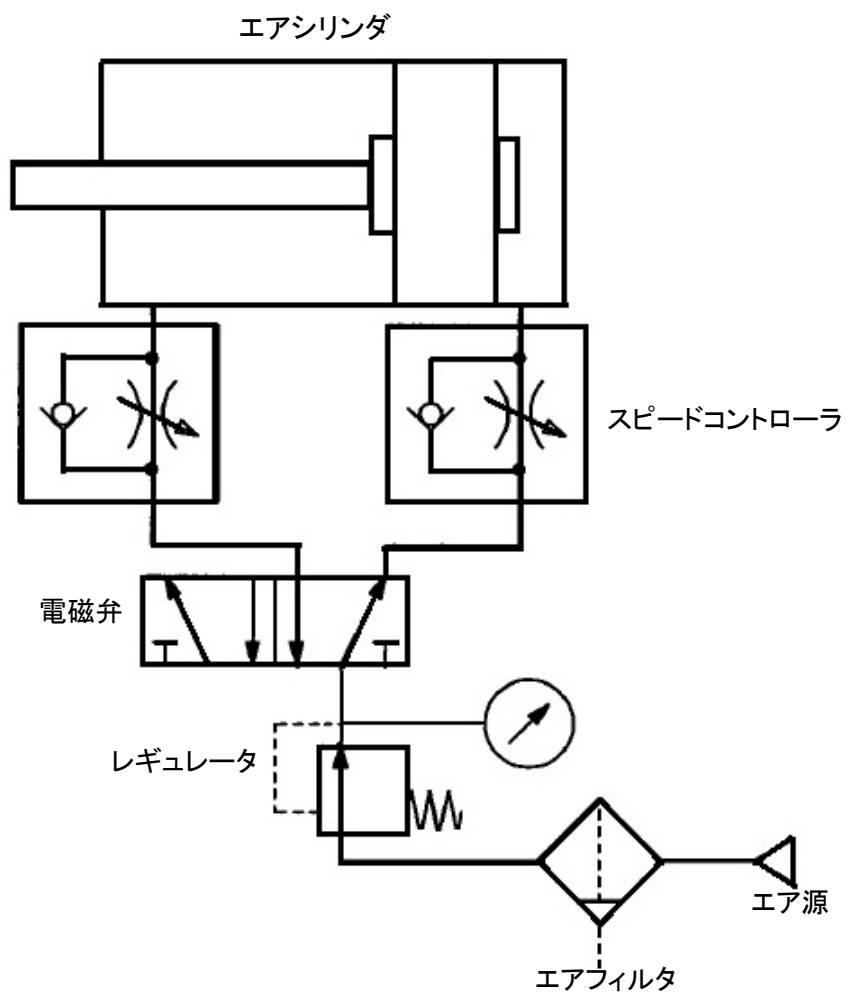 エアシリンダ
スピードコントローラ
電磁弁
レギュレータ
エア源
エアフィルタ